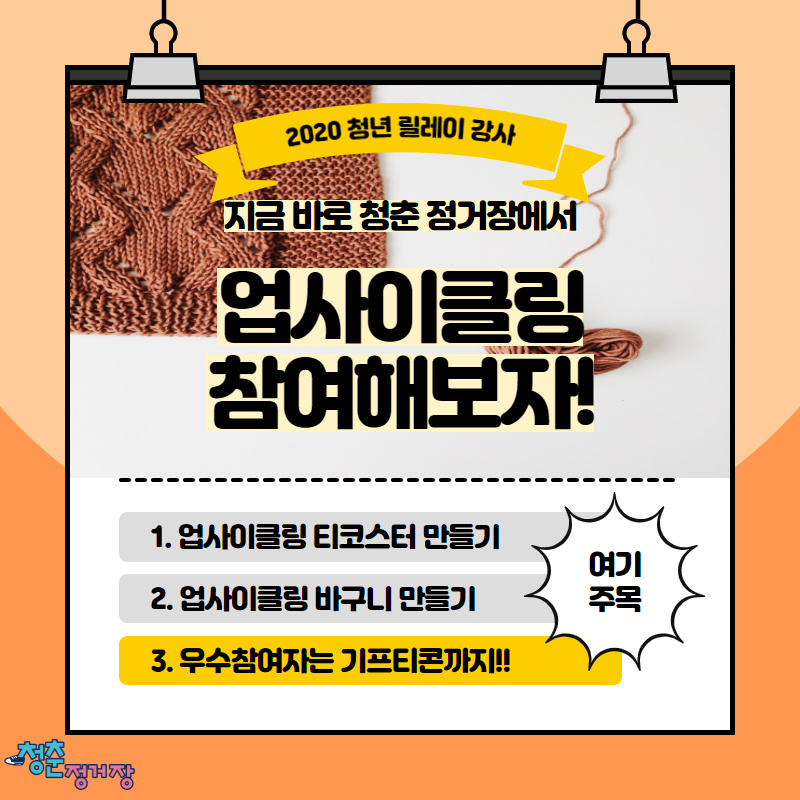 2020 청년 릴레이 강사
지금 바로 청춘 정거장에서
업사이클링
참여해보자!
1. 업사이클링 티코스터 만들기
2. 업사이클링 바구니 만들기
3. 우수참여자는 기프티콘까지!!
여기
주목
청춘
정거장